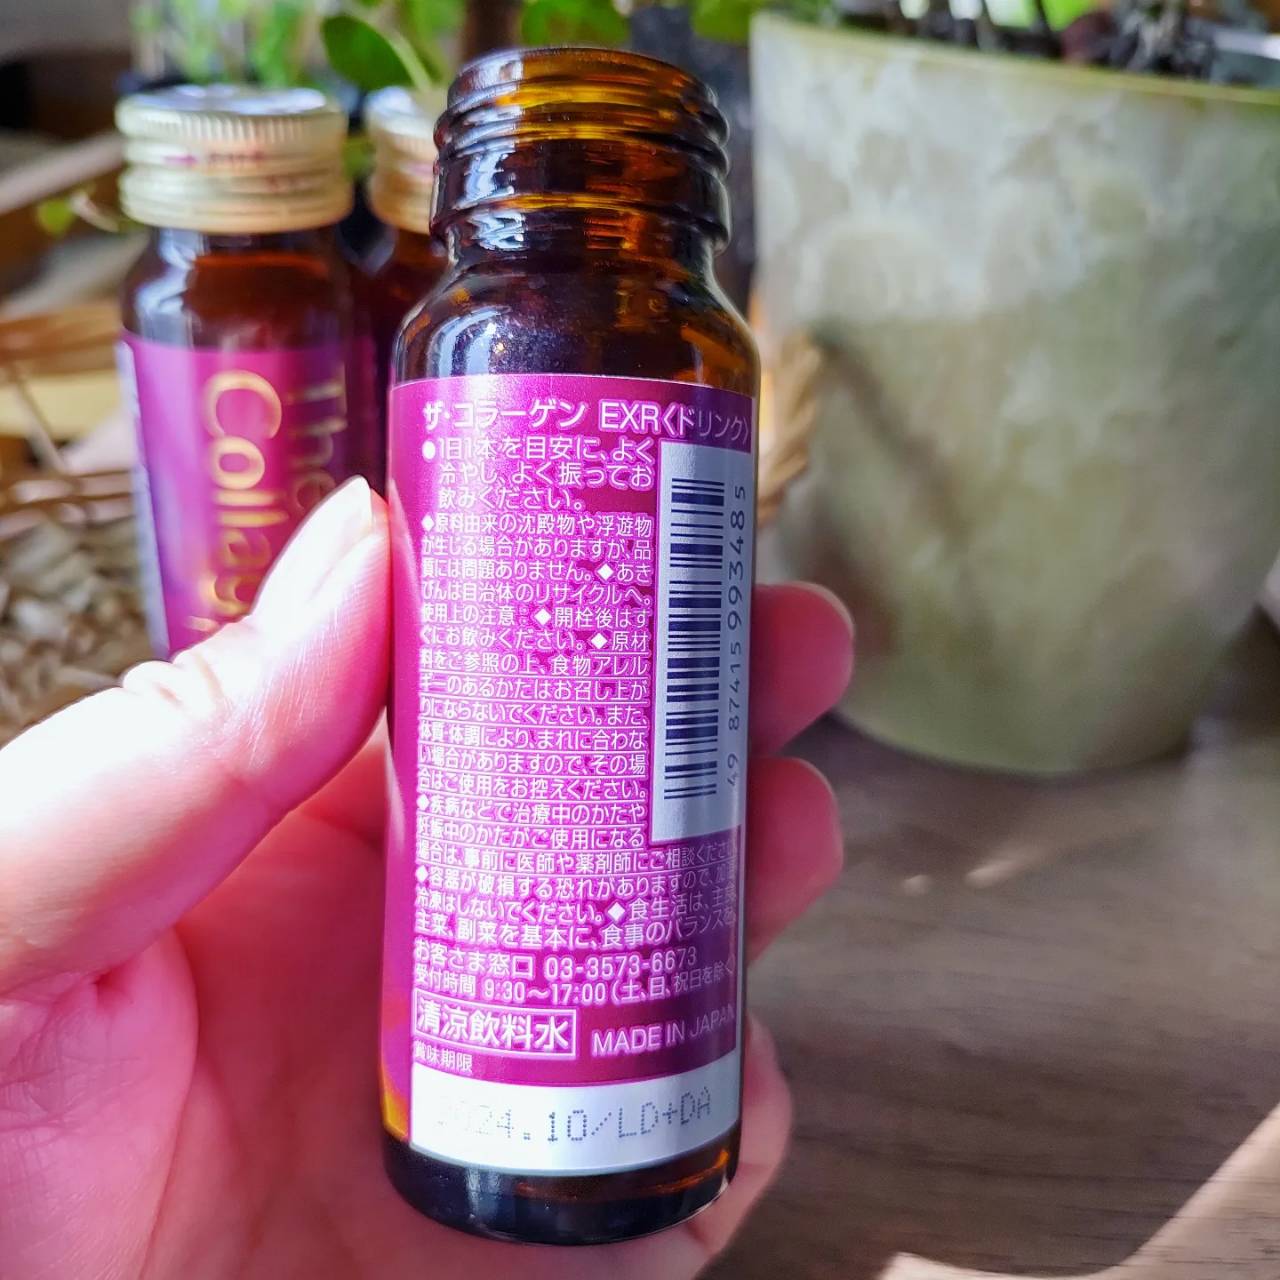 The
Collag
ザ・コラーゲン EXR〈ドリンク〉
●1日1本を目安に、よく
冷やし、よく振ってお
飲みください。
◆原料由来の沈殿物や浮遊物
が生じる場合がありますが、品
質には問題ありません。◆あき
びんは自治体のリサイクルへ。
使用上の注意:◆開栓後はす
ぐにお飲みください。◆原材
料をご参照の上、食物アレル
ギーのあるかたはお召し上が
りにならないでください。また、
体質・体調により、まれに合わな
い場合がありますので、その場
合はご使用をお控えください。
◆疾病などで治療中のかたや
妊娠中のかたがご使用になる
場合は、事前に医師や薬剤師にご相談ください
◆容器が破損する恐れがありますので、加温
冷凍はしないでください。◆食生活は、主食
主菜、副菜を基本に、食事のバランスを
お客さま窓口 03-3573-6673
受付時間 9:30〜17:00(土、日、祝日を除く)
清涼飲料水 MADE IN JAPAN
賞味期限
2024.10/LD+DA
49 87415 993485